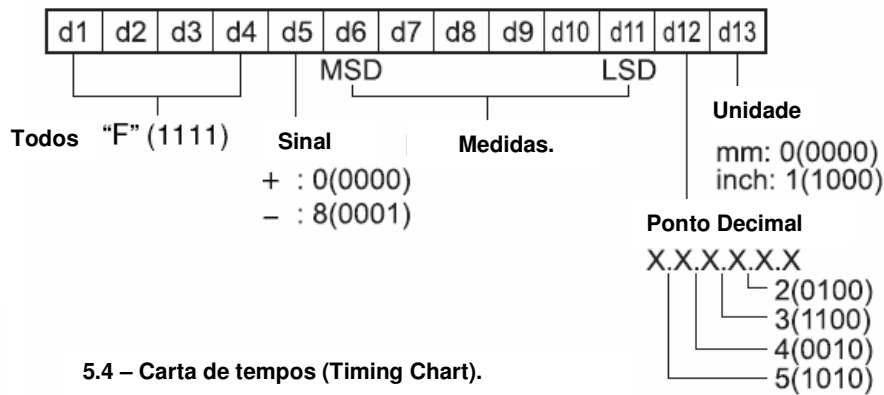 d1 d2 d3 d4 d5 d6 d7 d8 d9 d10 d11 d12 d13
MSD LSD
Todos "F" (1111)
Sinal
+ : 0(0000)
– : 8(0001)
Medidas.
Unidade
mm: 0(0000)
inch: 1(1000)
Ponto Decimal
X.X.X.X.X.X
2(0100)
3(1100)
4(0010)
5(1010)
5.4 – Carta de tempos (Timing Chart).